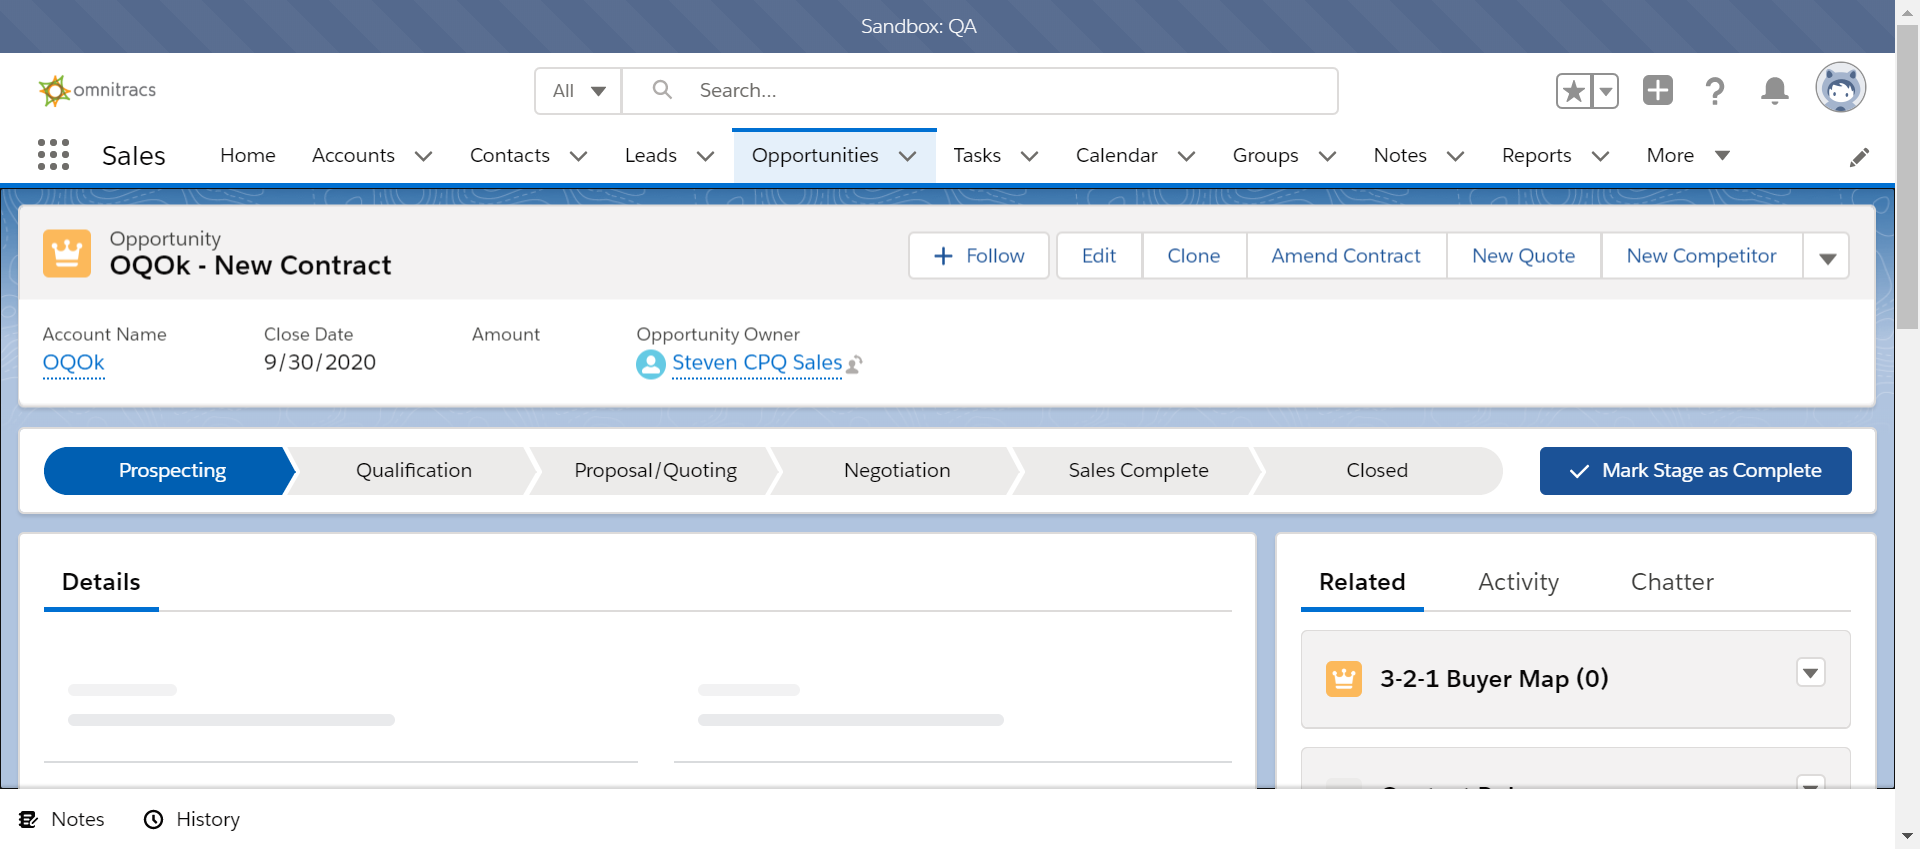 Sandbox: QA
omnitracs
All
Search...
Sales
Home
Accounts
Contacts
Leads
Opportunities
Tasks
Calendar
Groups
Notes
Reports
More
Opportunity
OQOk - New Contract
Follow
Edit
Clone
Amend Contract
New Quote
New Competitor
Account Name
OQOk
Close Date
9/30/2020
Amount
Opportunity Owner
Steven CPQ Sales
Prospecting
Qualification
Proposal/Quoting
Negotiation
Sales Complete
Closed
Mark Stage as Complete
Details
Related
Activity
Chatter
3-2-1 Buyer Map (0)
Notes
History